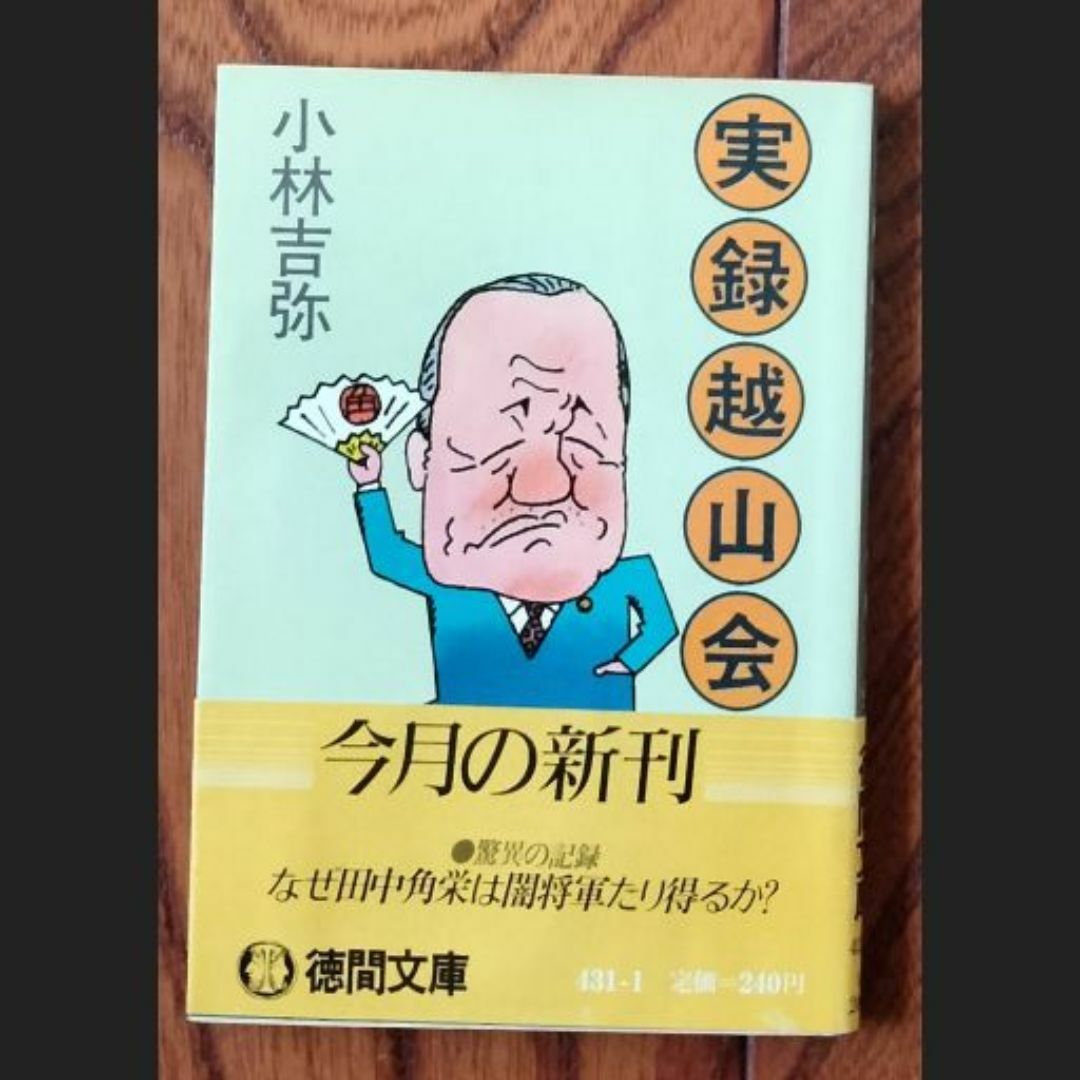 実録越山会
小林吉弥
角
今月の新刊
●驚異の記録
なぜ田中角栄は闇将軍たり得るか?
徳間文庫
431-1 定価=240円